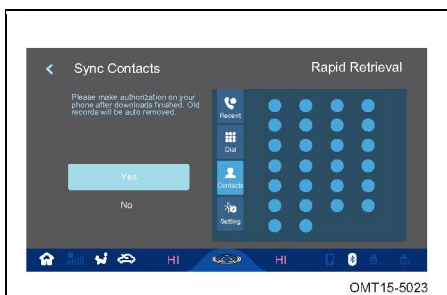 Sync Contacts
Rapid Retrieval
Please make authorization on your
phone after downloads finished. Old
records will be auto removed.
Recent
Dial
Yes
Contacts
No
Setting
HI
HI
OMT15-5023